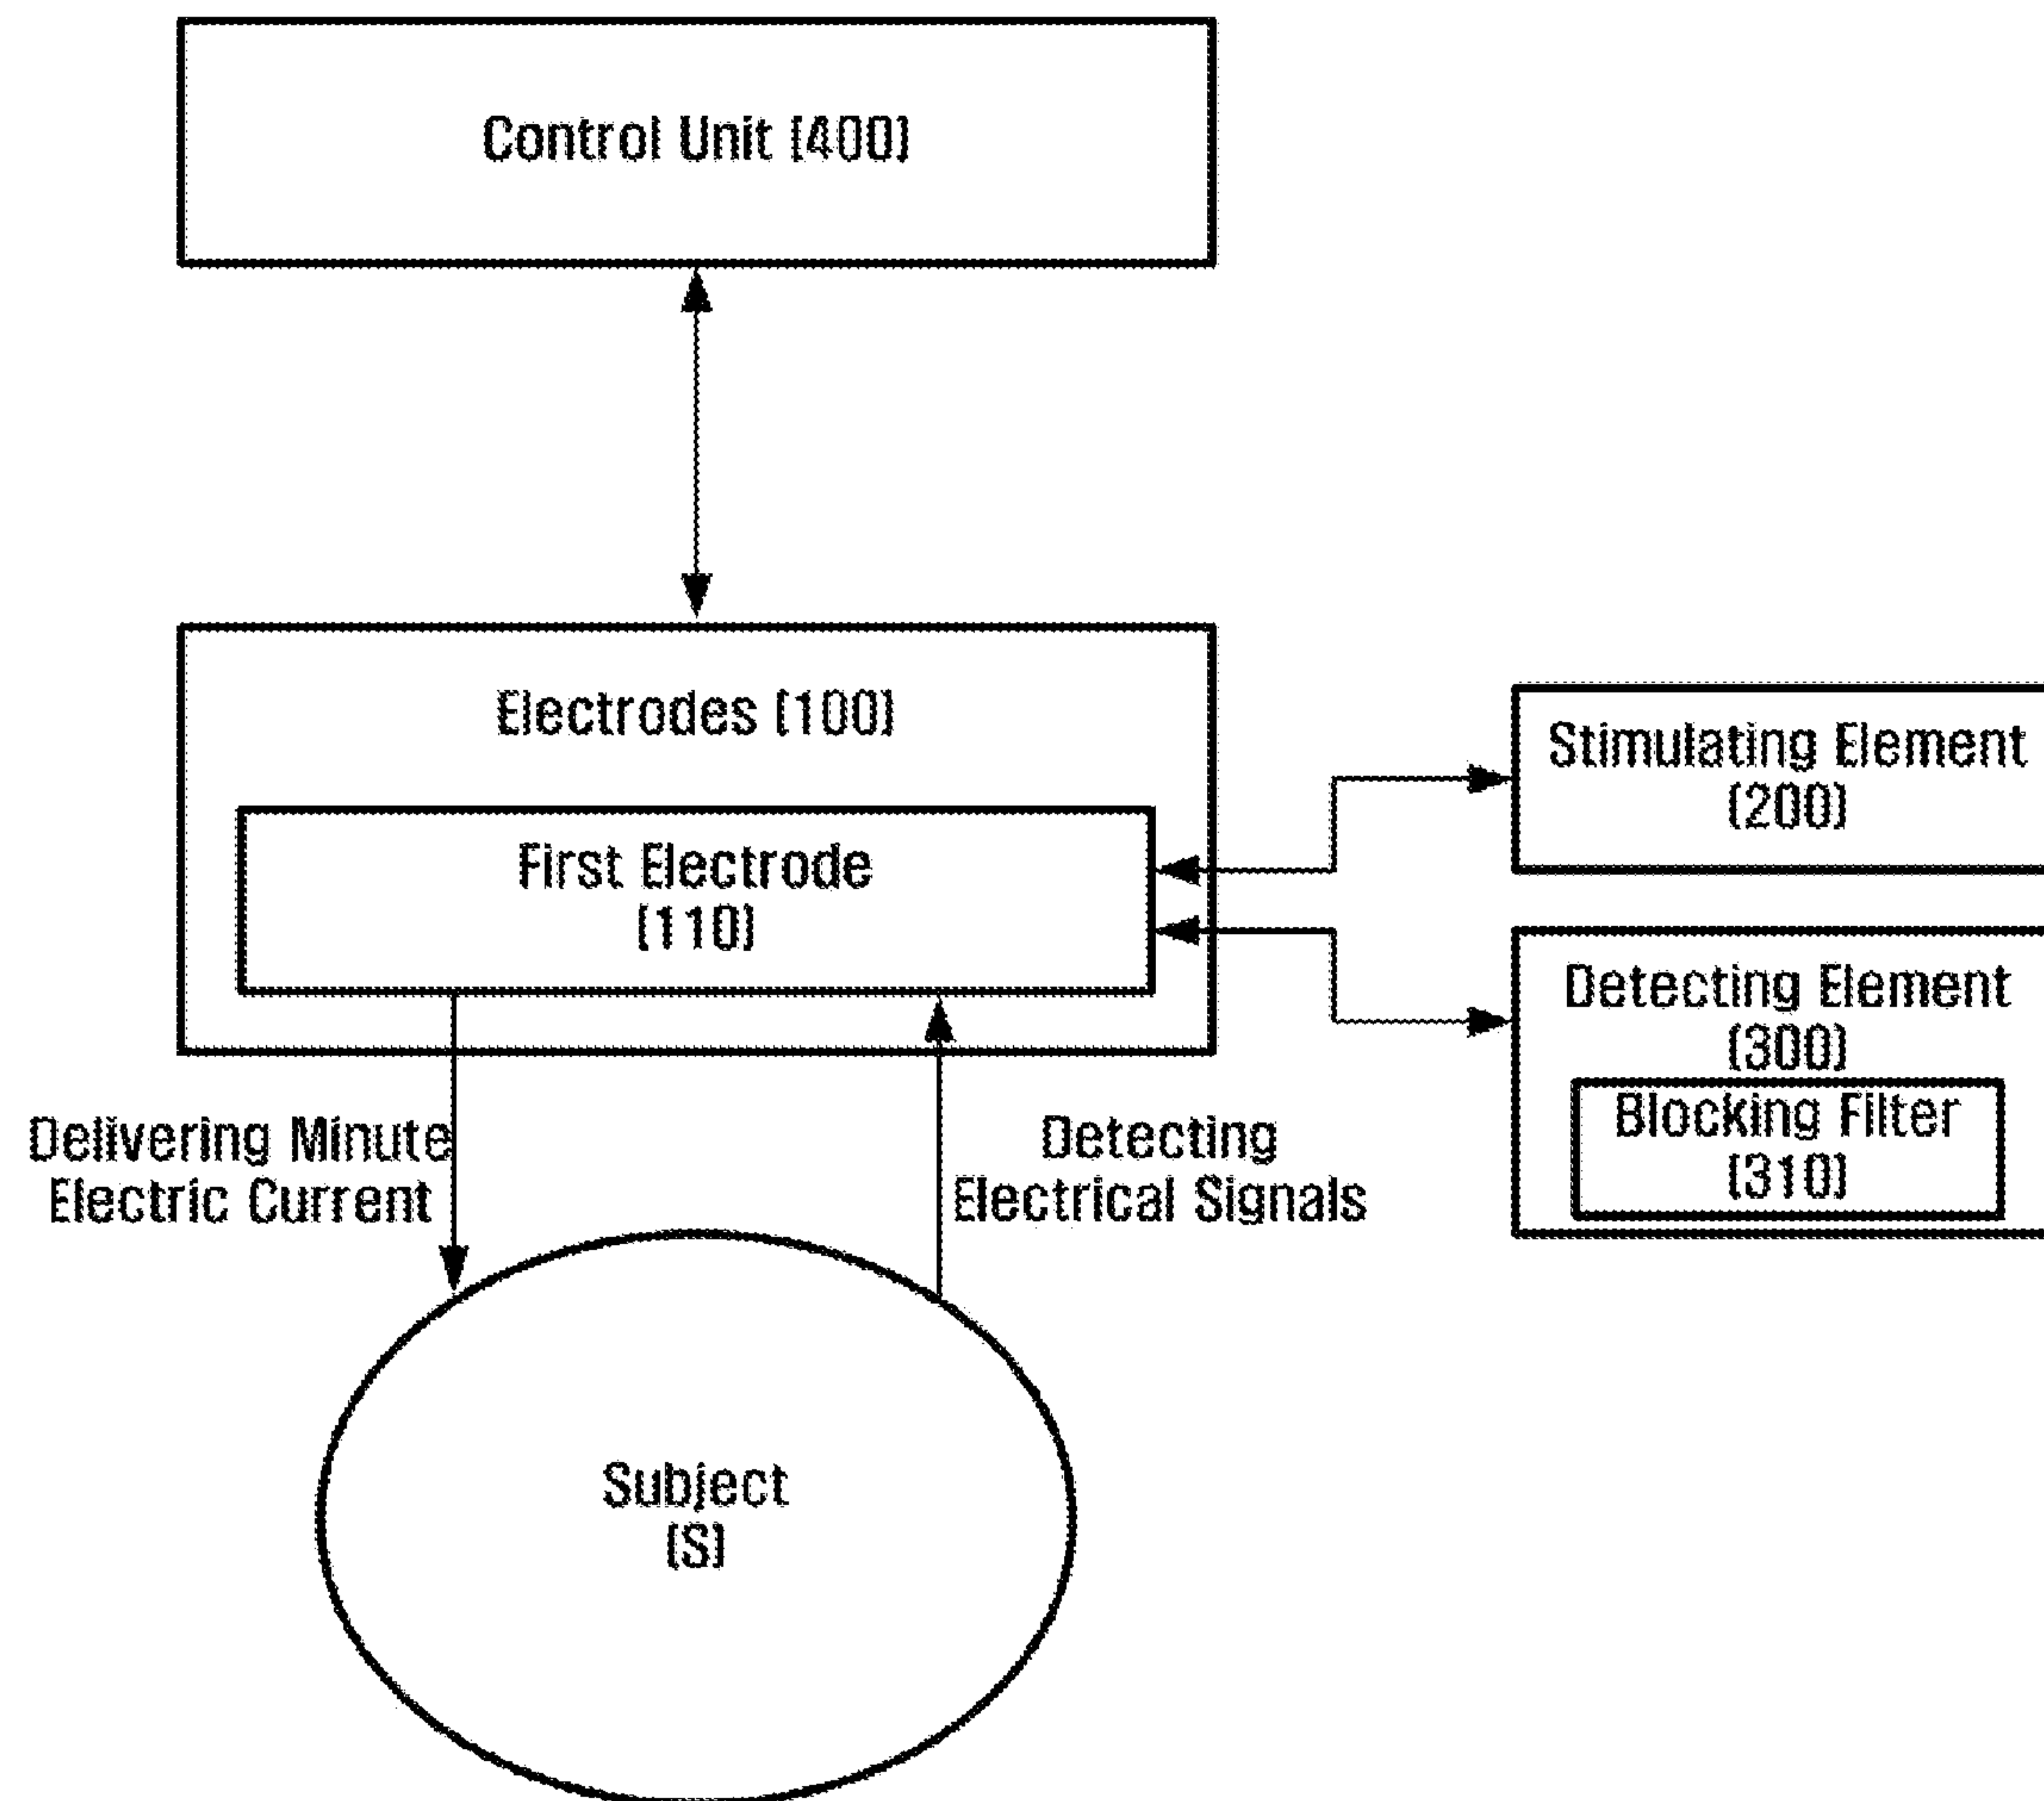 Control Unit (400)
Electrodes (100)
First Electrode
(110)
Stimulating Element
(200)
Detecting Element
(300)
Blocking Filter
(310)
Delivering Minute
Electric Current
Detecting
Electrical Signals
Subject
(S)